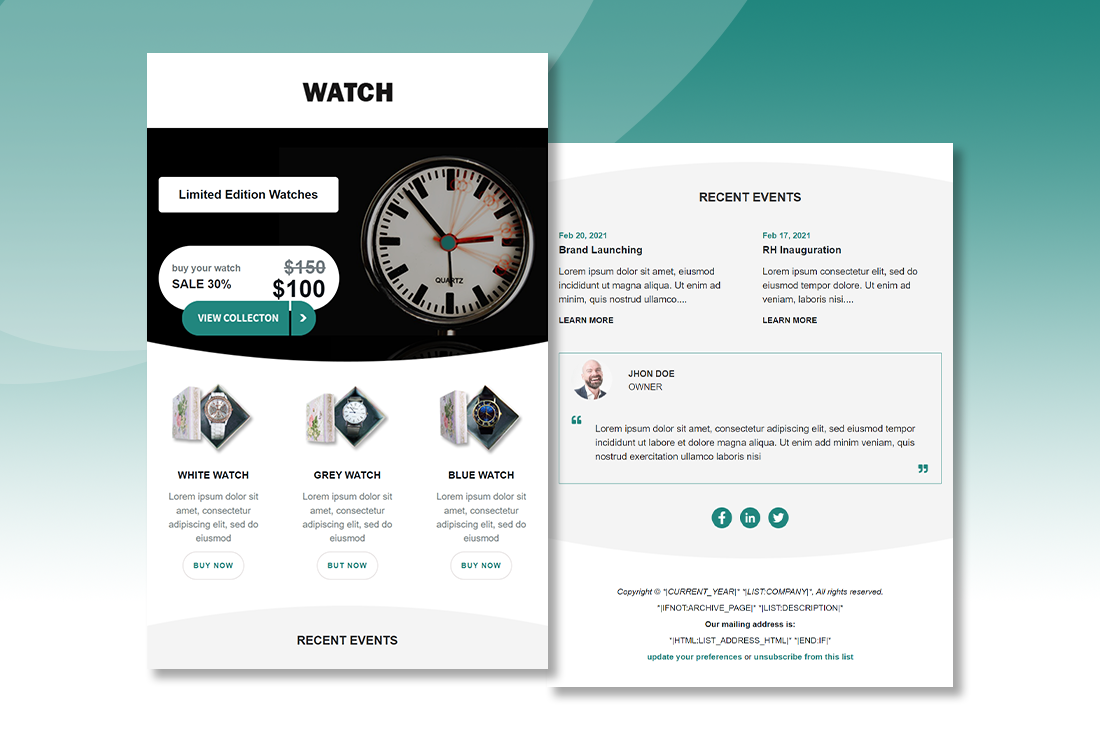 WATCH
Limited Edition Watches
buy your watch
$150
SALE 30%
$100
VIEW COLLECTON
QUARTZ
WHITE WATCH
Lorem ipsum dolor sit
amet, consectetur
adipiscing elit, sed do
eiusmod
BUY NOW
GREY WATCH
Lorem ipsum dolor sit
amet, consectetur
adipiscing elit, sed do
eiusmod
BUT NOW
BLUE WATCH
Lorem ipsum dolor sit
amet, consectetur
adipiscing elit, sed do
eiusmod
BUY NOW
RECENT EVENTS
RECENT EVENTS
Feb 20, 2021
Brand Launching
Lorem ipsum dolor sit amet, eiusmod
incididunt ut magna aliqua. Ut enim ad
minim, quis nostrud ullamco....
LEARN MORE
Feb 17, 2021
RH Inauguration
Lorem ipsum consectetur elit, sed do
eiusmod tempor dolore. Ut enim ad
veniam, laboris nisi....
LEARN MORE
JHON DOE
OWNER
Lorem ipsum dolor sit amet, consectetur adipiscing elit, sed eiusmod tempor
incididunt ut labore et dolore magna aliqua. Ut enim add minim veniam, quis
nostrud exercitation ullamco laboris nisi
Copyright © *|CURRENT_YEAR|* *|LIST:COMPANY|*, All rights reserved.
*|IFNOT:ARCHIVE_PAGE|* *|LIST:DESCRIPTION|*
Our mailing address is:
*|HTML:LIST_ADDRESS_HTML|* *|END:IF|*
update your preferences or unsubscribe from this list